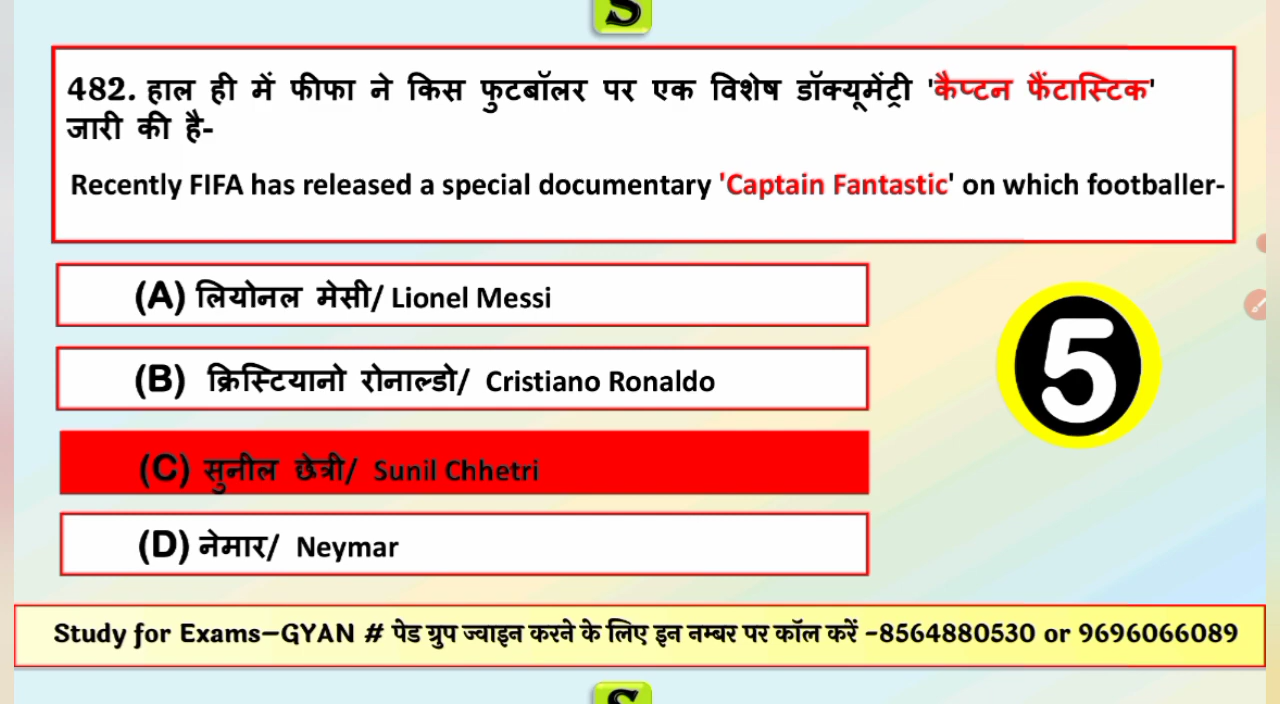 S
482. हाल ही में फीफा ने किस फुटबॉलर पर एक विशेष डॉक्यूमेंट्री 'कैप्टन फैंटास्टिक'
जारी की है-
Recently FIFA has released a special documentary 'Captain Fantastic' on which footballer-
(A) लियोनल मेसी/ Lionel Messi
(B) क्रिस्टियानो रोनाल्डो/ Cristiano Ronaldo
5
(C) सुनील छेत्री/ Sunil Chhetri
(D) नेमार/ Neymar
Study for Exams–GYAN # पेड ग्रुप ज्वाइन करने के लिए इन नम्बर पर कॉल करें -8564880530 or 9696066089
S